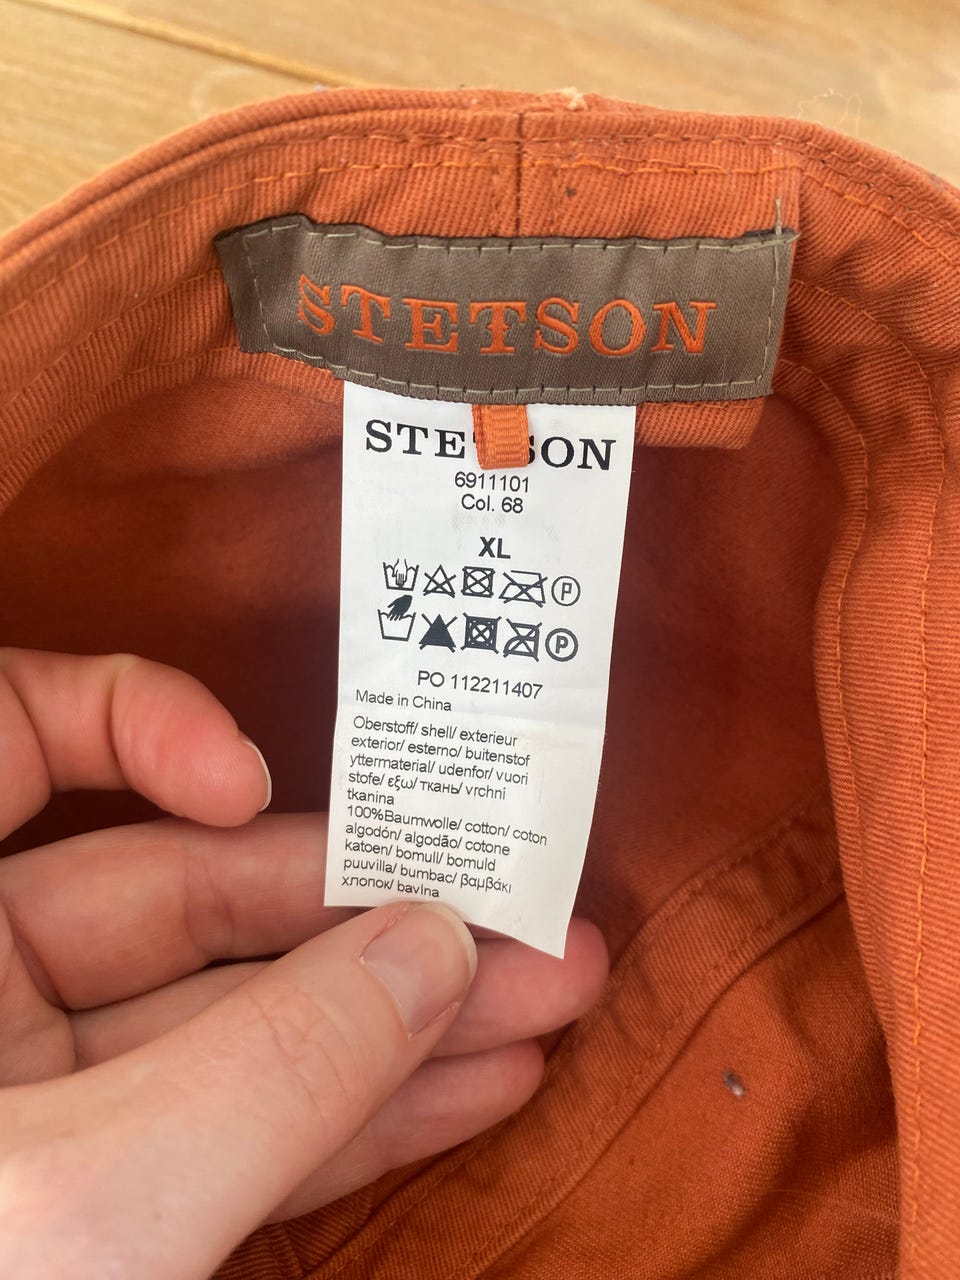 STETSON
STETSON
6911101
Col. 68
XL
P
P
PO 112211407
Made in China
Oberstoff/ shell/ exterieur
exterior/ esterno/ buitenstof
yttermaterial/ udenfor/ vuori
stofe/ εξω/ ткань/ vrchní
tkanina
100%Baumwolle/ cotton/ coton
algodón/ algodão/ cotone
katoen/ bomull/ bomuld
puuvilla/ bumbac/ βαμβάκι
хлопок/ bavlna